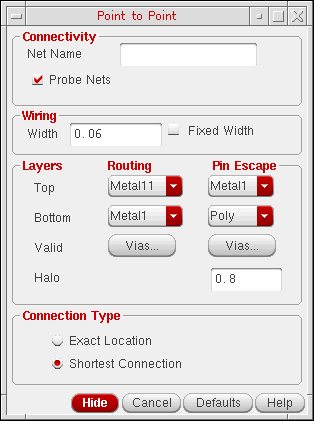 Point to Point
Connectivity
Net Name
Probe Nets
Wiring
Width 0.06 Fixed Width
Layers Routing Pin Escape
Top Metal11 Metal1
Bottom Metal1 Poly
Valid Vias... Vias...
Halo 0.8
Connection Type
Exact Location
Shortest Connection
Hide Cancel Defaults Help